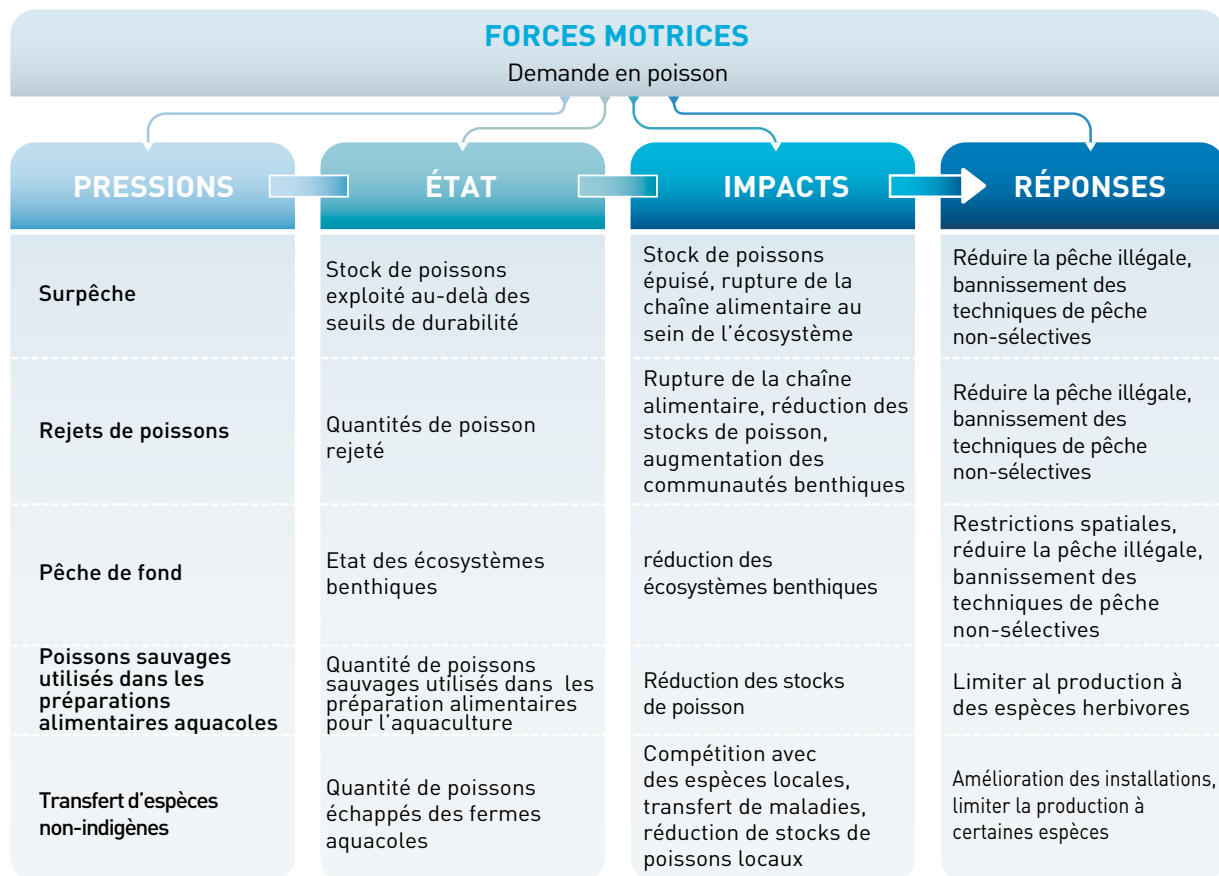 FORCES MOTRICES
Demande en poisson
PRESSIONS
ÉTAT
IMPACTS
RÉPONSES
Surpêche
Stock de poissons
exploité au-delà des
seuils de durabilité
Stock de poissons
épuisé, rupture de la
chaîne alimentaire au
sein de l'écosystème
Réduire la pêche illégale,
bannissement des
techniques de pêche
non-sélectives
Rejets de poissons
Quantités de poisson
rejeté
Rupture de la chaîne
alimentaire, réduction des
stocks de poisson,
augmentation des
communautés benthiques
Réduire la pêche illégale,
bannissement des
techniques de pêche
non-sélectives
Pêche de fond
Etat des écosystèmes
benthiques
réduction des
écosystèmes benthiques
Restrictions spatiales,
réduire la pêche illégale,
bannissement des
techniques de pêche
non-sélectives
Poissons sauvages
utilisés dans les
préparations
alimentaires aquacoles
Quantité de poissons
sauvages utilisés dans les
préparation alimentaires
pour l'aquaculture
Réduction des stocks
de poisson
Limiter al production à
des espèces herbivores
Transfert d'espèces
non-indigènes
Quantité de poissons
échappés des fermes
aquacoles
Compétition avec
des espèces locales,
transfert de maladies,
réduction de stocks de
poissons locaux
Amélioration des installations,
limiter la production à
certaines espèces